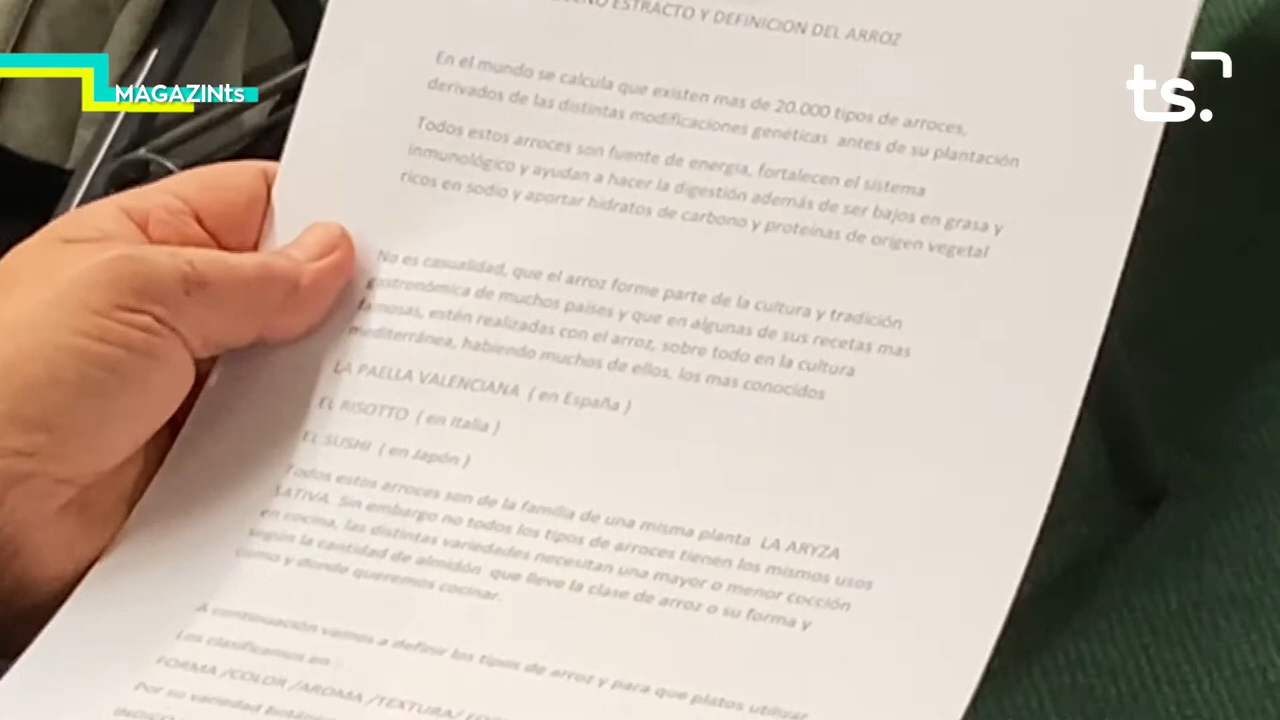 MAGAZINts
ts.
ESTRACTO Y DEFINICION DEL ARROZ
En el mundo se calcula que existen mas de 20.000 tipos de arroces,
derivados de las distintas modificaciones genéticas antes de su plantación
Todos estos arroces son fuente de energía, fortalecen el sistema
inmunológico y ayudan a hacer la digestión además de ser bajos en grasa y
ricos en sodio y aportar hidratos de carbono y proteínas de origen vegetal
No es casualidad, que el arroz forme parte de la cultura y tradición
gastronómica de muchos países y que en algunas de sus recetas mas
famosas, estén realizadas con el arroz, sobre todo en la cultura
mediterránea, habiendo muchos de ellos, los mas conocidos
LA PAELLA VALENCIANA ( en España )
EL RISOTTO ( en Italia )
EL SUSHI ( en Japón )
Todos estos arroces son de la familia de una misma planta LA ARYZA
SATIVA. Sin embargo no todos los tipos de arroces tienen los mismos usos
en cocina, las distintas variedades necesitan una mayor o menor cocción
según la cantidad de almidón que lleve la clase de arroz o su forma y
como y donde queremos cocinar.
A continuación vamos a definir los tipos de arroz y para que platos utilizar
Los clasificamos en
FORMA /COLOR /AROMA /TEXTURA/
Por su variedad